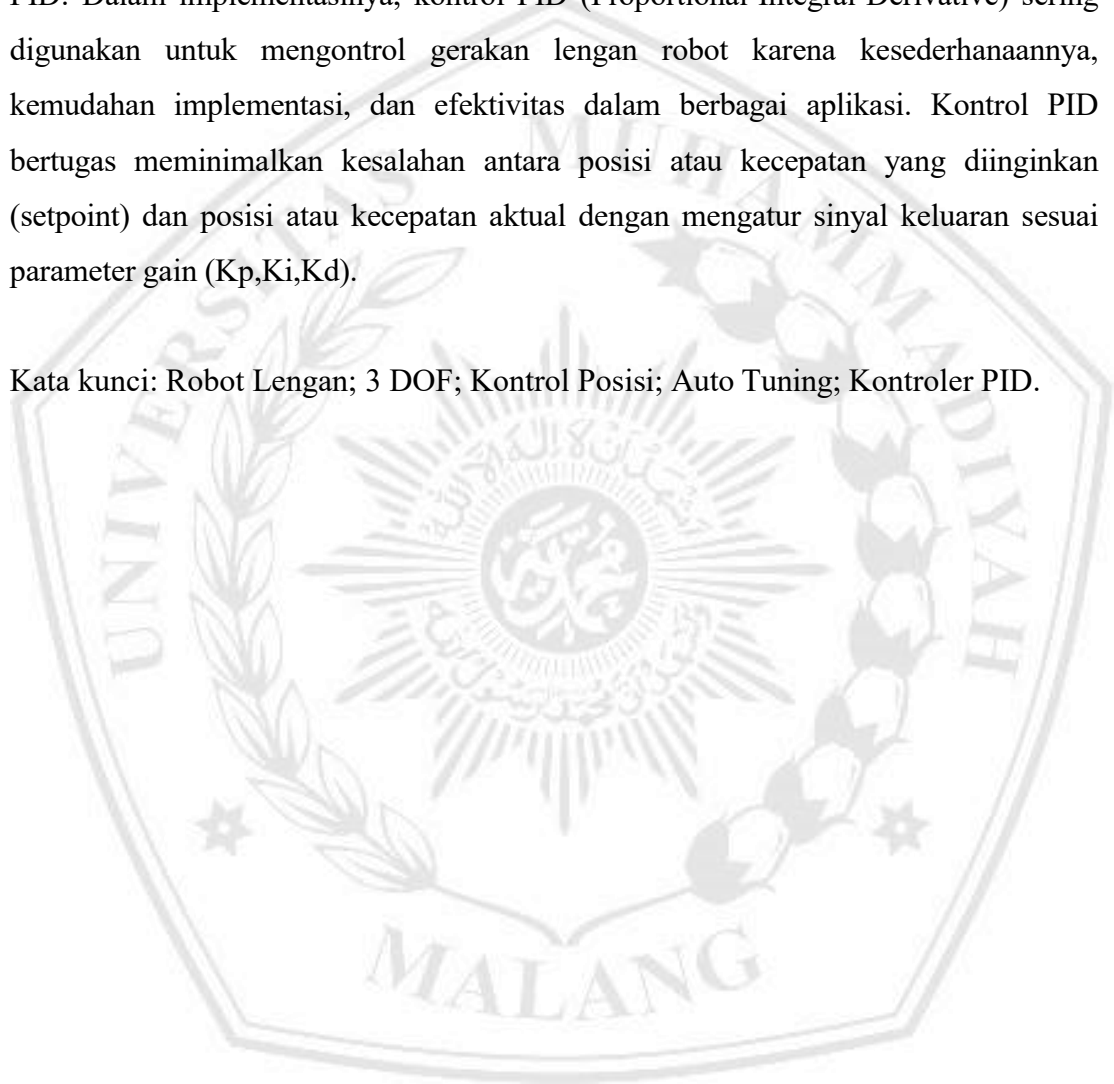 PID. Dalam implementasinya, kontrol PID (Proportional-Integral-Derivative) sering
digunakan untuk mengontrol gerakan lengan robot karena kesederhanaannya,
kemudahan implementasi, dan efektivitas dalam berbagai aplikasi. Kontrol PID
bertugas meminimalkan kesalahan antara posisi atau kecepatan yang diinginkan
(setpoint) dan posisi atau kecepatan aktual dengan mengatur sinyal keluaran sesuai
parameter gain (Kp,Ki,Kd).
Kata kunci: Robot Lengan; 3 DOF; Kontrol Posisi; Auto Tuning; Kontroler PID.
UNIVERSITAS MUHAMMADIYAH
MALANG